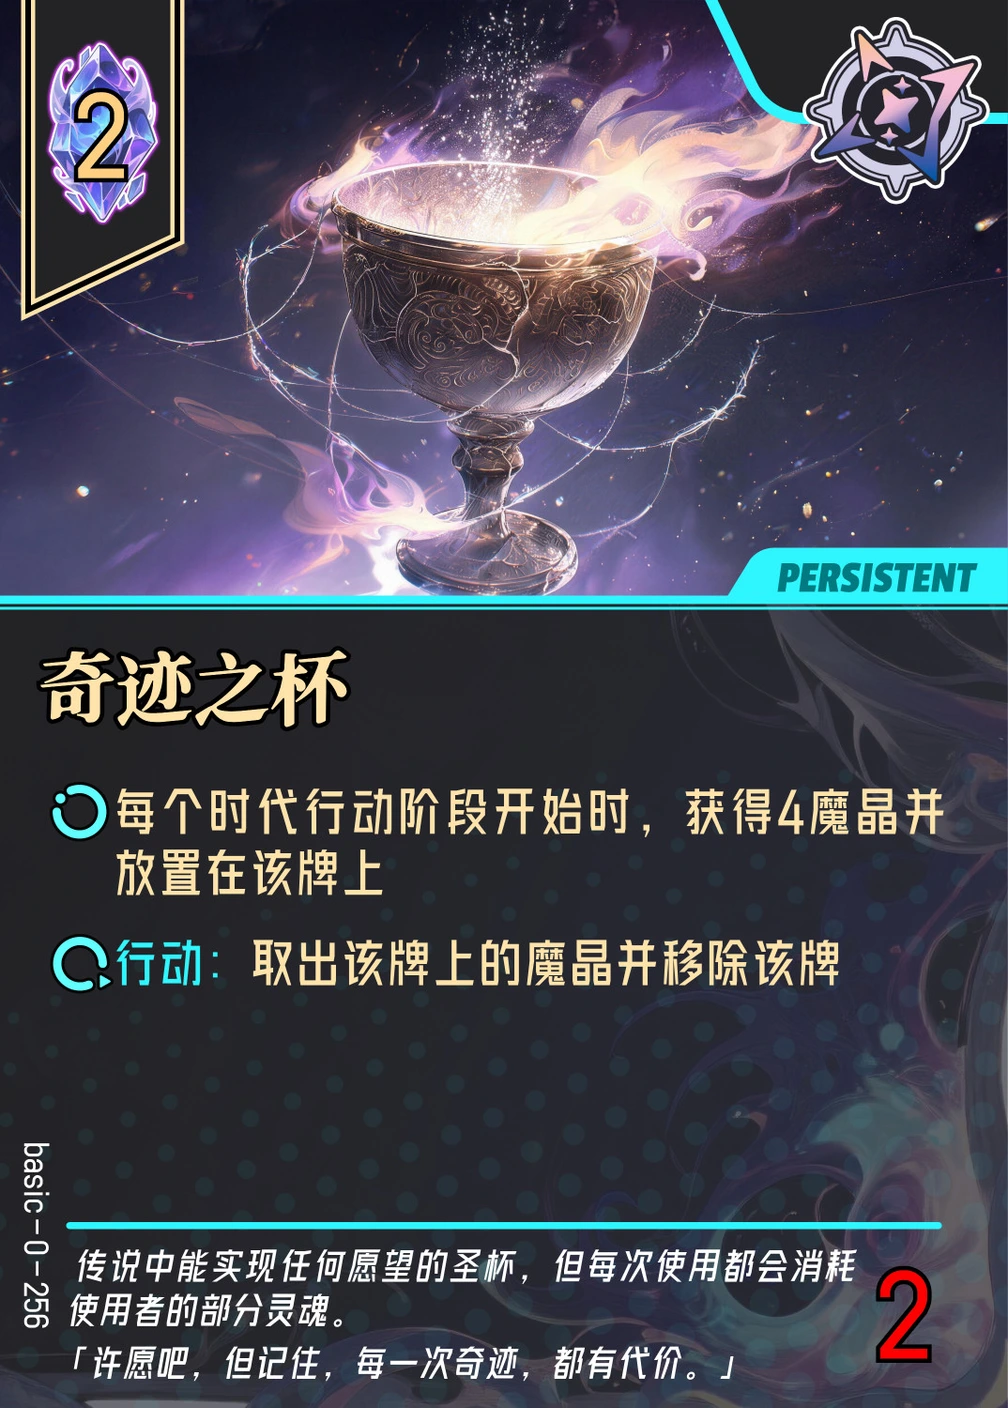 2
PERSISTENT
奇迹之杯
每个时代行动阶段开始时，获得4魔晶并
放置在该牌上
行动：取出该牌上的魔晶并移除该牌
basic-0-256
传说中能实现任何愿望的圣杯，但每次使用都会消耗
使用者的部分灵魂。
「许愿吧，但记住，每一次奇迹，都有代价。」
2